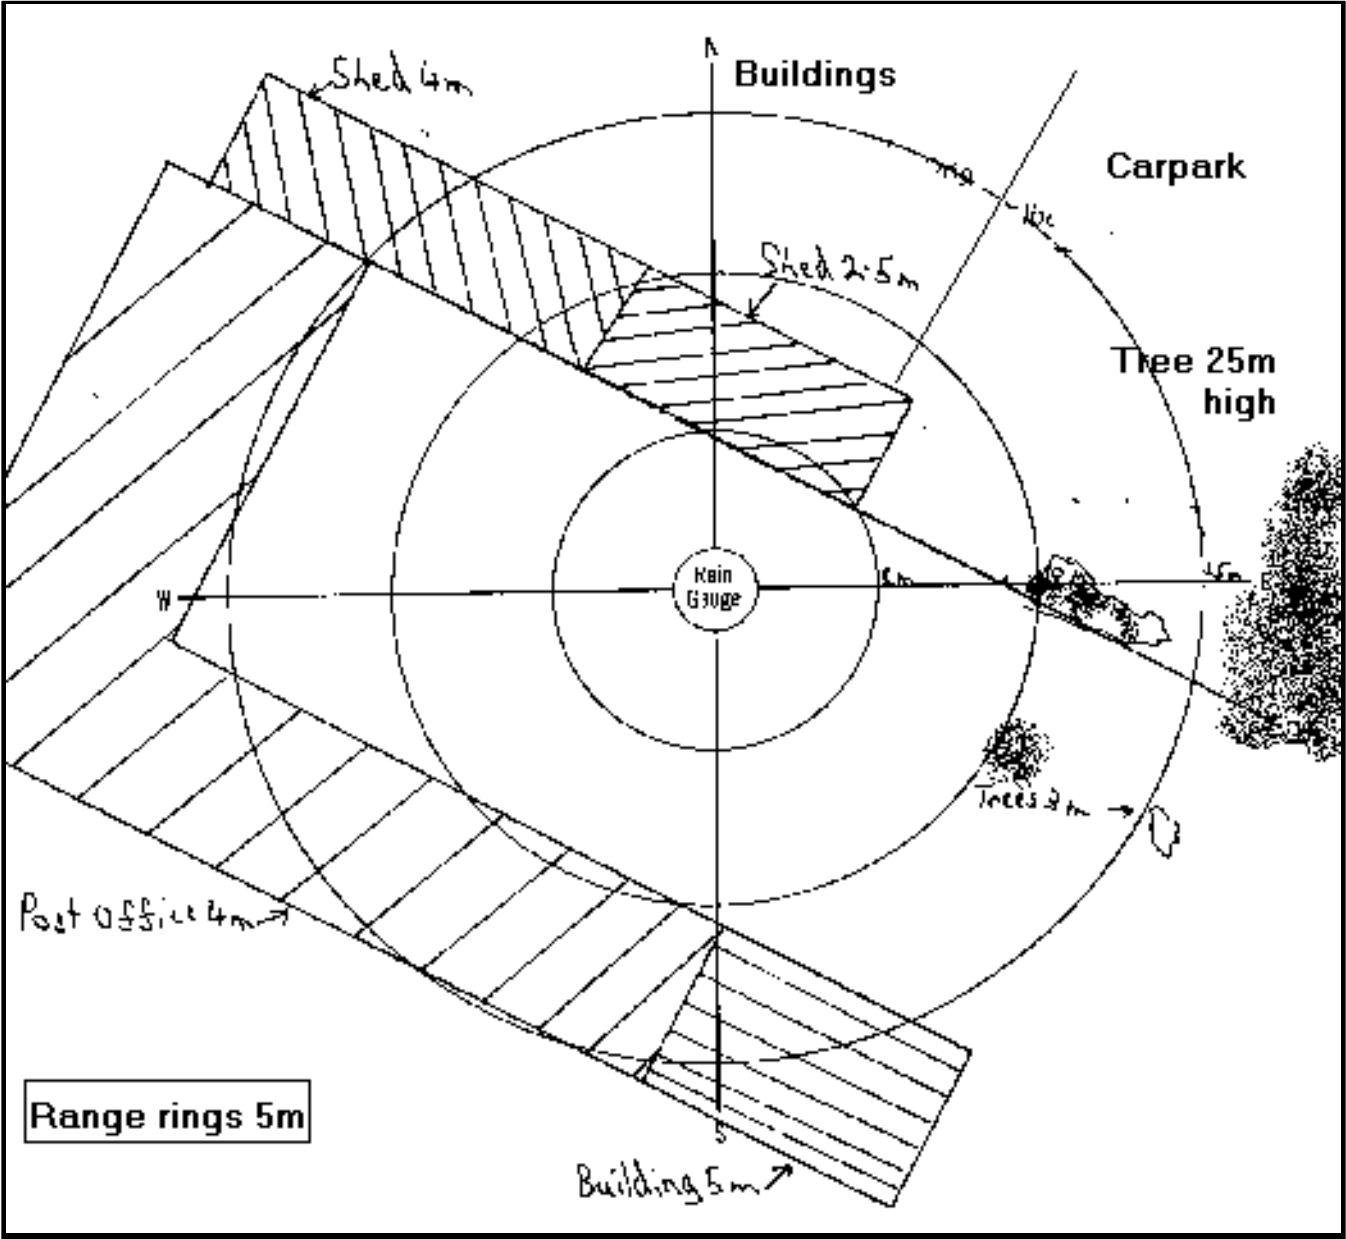 N
Buildings
Shed 4m
Carpark
Shed 2.5m
Tree 25m
high
Rain
Gauge
W
5m
15m
Trees 8m
Post office 4m
Range rings 5m
S
Building 5m